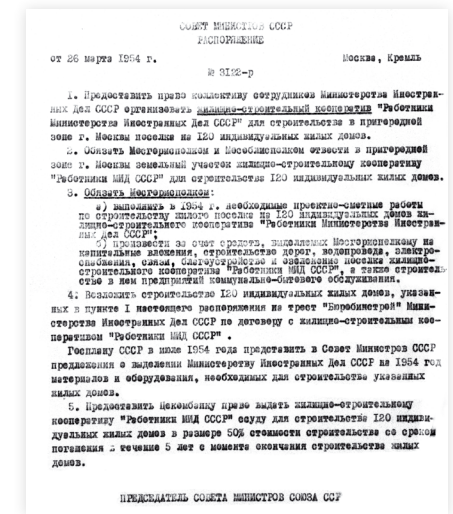 СОВЕТ МИНИСТРОВ СССР
РАСПОРЯЖЕНИЕ
от 26 марта 1954 г. Москва, Кремль
№ 3122-р
1. Предоставить право коллективу сотрудников Министерства Иностран-
ных Дел СССР организовать жилищно-строительный кооператив "Работники
Министерства Иностранных Дел СССР" для строительства в пригородной
зоне г. Москвы поселка из 120 индивидуальных жилых домов.
2. Обязать Мосгорисполком и Мособлисполком отвести в пригородной
зоне г. Москвы земельный участок жилищно-строительному кооперативу
"Работники МИД СССР" для строительства 120 индивидуальных жилых домов.
3. Обязать Мосгорисполком:
а) выполнить в 1954 г. необходимые проектно-сметные работы
по строительству жилого поселка из 120 индивидуальных домов жи-
лищно-строительного кооператива "Работники Министерства Иностран-
ных Дел СССР";
б) произвести за счет средств, выделяемых Мосгорисполкому на
капитальные вложения, строительство дорог, водопровода, электро-
снабжения, связи, благоустройство и озеленение поселка жилищно-
строительного кооператива "Работники МИД СССР", а также строитель-
ство в нем предприятий коммунально-бытового обслуживания.
4. Возложить строительство 120 индивидуальных жилых домов, указан-
ных в пункте I настоящего распоряжения на трест "Боровинстрой" Мини-
стерства Иностранных Дел СССР по договору с жилищно-строительным коо-
перативом "Работники МИД СССР" .
Госплану СССР в июле 1954 года представить в Совет Министров СССР
предложения о выделении Министерству Иностранных Дел СССР на 1954 год
материалов и оборудования, необходимых для строительства указанных
жилых домов.
5. Предоставить Цекомбанку право выдать жилищно-строительному
кооперативу "Работники МИД СССР" ссуду для строительства 120 индиви-
дуальных жилых домов в размере 50% стоимости строительства со сроком
погашения в течение 5 лет с момента окончания строительства жилых
домов.
ПРЕДСЕДАТЕЛЬ СОВЕТА МИНИСТРОВ СОЮЗА ССР